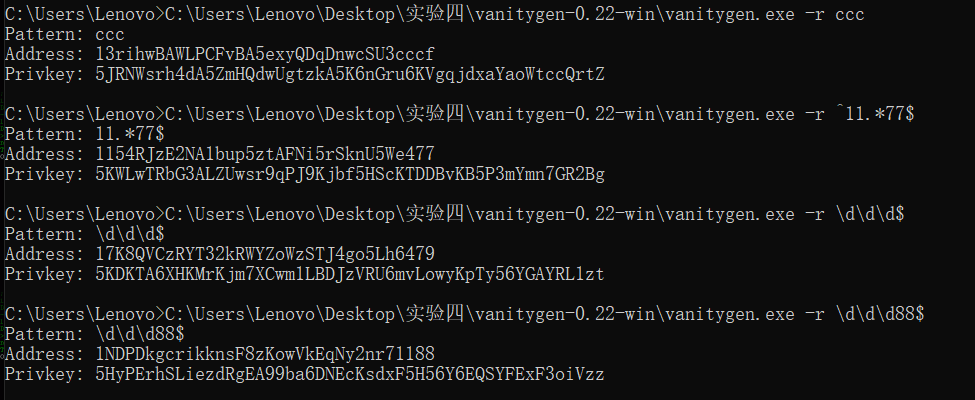 C:\Users\Lenovo>C:\Users\Lenovo\Desktop\实验四\vanitygen-0.22-win\vanitygen.exe -r ccc
Pattern: ccc
Address: 13rihwBAWLPCFvBA5exyQDqDnwcSU3cccf
Privkey: 5JRNWsrh4dA5ZmHQdwUgtzkA5K6nGru6KVgqjdxaYaoWtccQrtZ
C:\Users\Lenovo>C:\Users\Lenovo\Desktop\实验四\vanitygen-0.22-win\vanitygen.exe -r ^11.*77$
Pattern: 11.*77$
Address: 1154RJzE2NA1bup5ztAFNi5rSknU5We477
Privkey: 5KWLwTRbG3ALZUwsr9qPJ9Kjbf5HScKTDDBvKB5P3mYmn7GR2Bg
C:\Users\Lenovo>C:\Users\Lenovo\Desktop\实验四\vanitygen-0.22-win\vanitygen.exe -r \d\d\d$
Pattern: \d\d\d$
Address: 17K8QVCzRYT32kRWYZoWzSTJ4go5Lh6479
Privkey: 5KDKTA6XHKMrKjm7XCwm1LBDJzVRU6mvLowyKpTy56YGAYRL1zt
C:\Users\Lenovo>C:\Users\Lenovo\Desktop\实验四\vanitygen-0.22-win\vanitygen.exe -r \d\d\d88$
Pattern: \d\d\d88$
Address: 1NDPDkgcrikknsF8zKowVkEqNy2nr71188
Privkey: 5HyPErhSLiezdRgEA99ba6DNEcKsdxF5H56Y6EQSYFExF3oiVzz